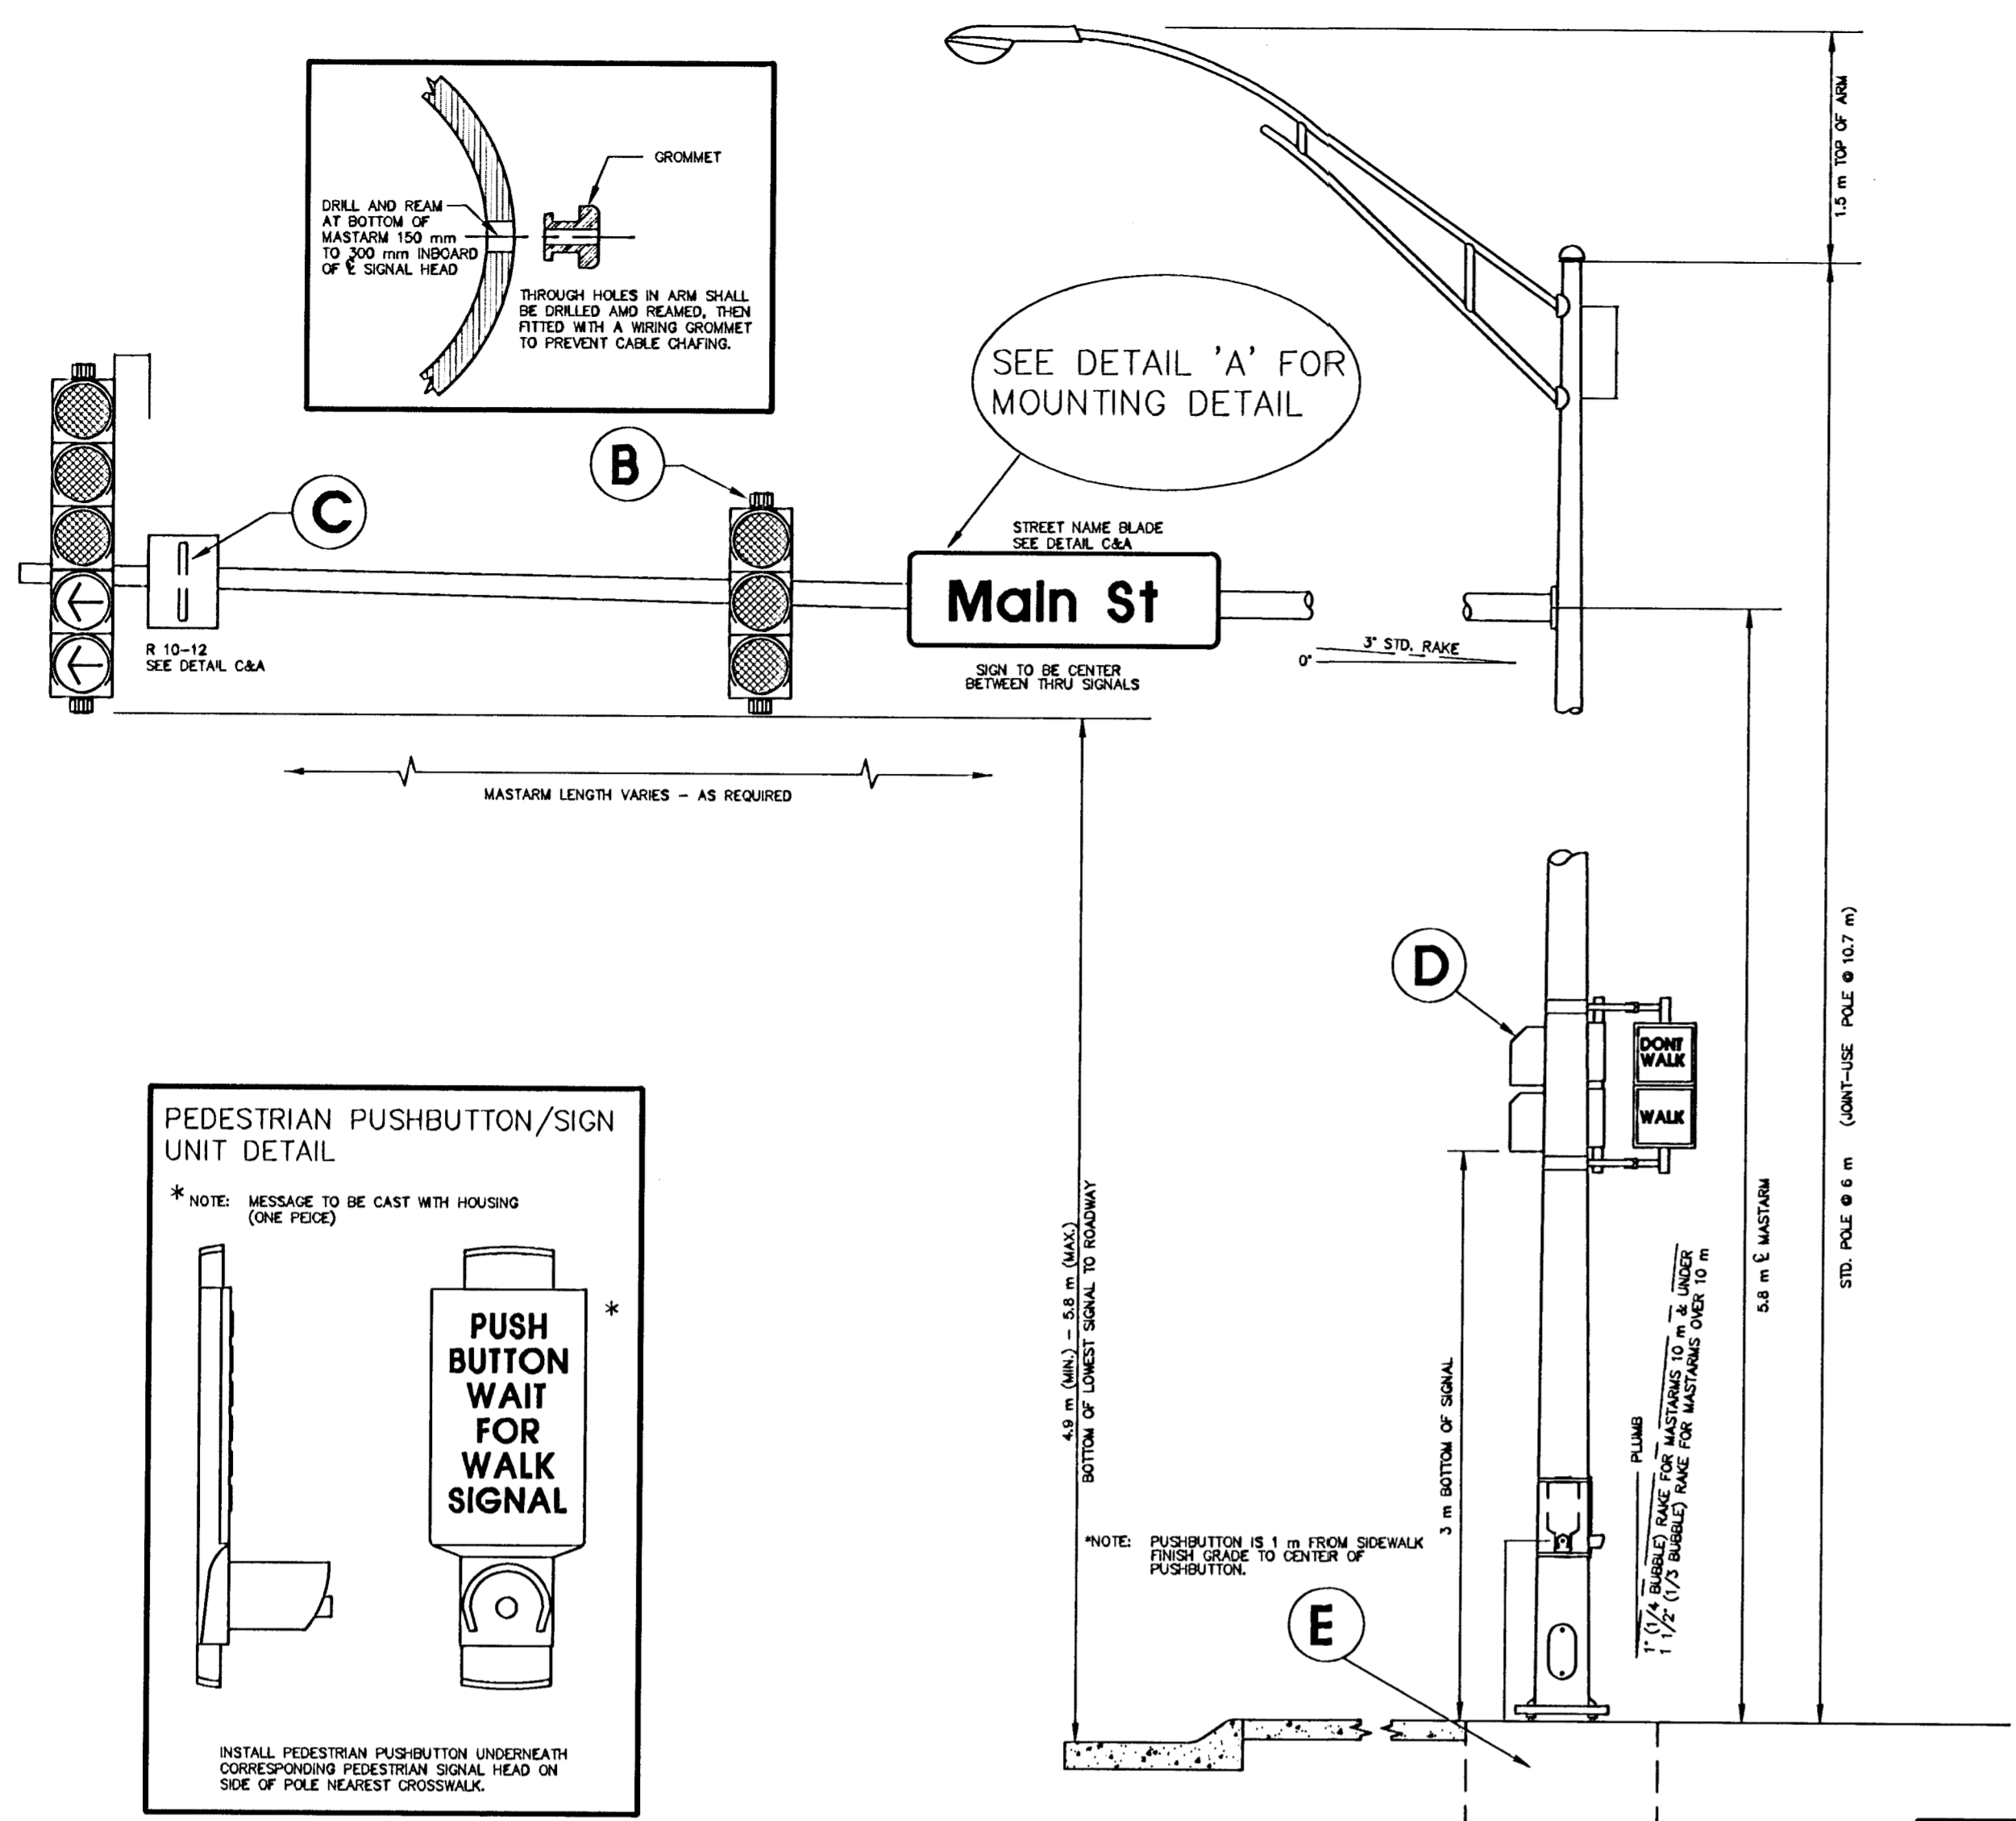 GROMMET
DRILL AND REAM
AT BOTTOM OF
MASTARM 150 mm
TO 300 mm INBOARD
OF ℄ SIGNAL HEAD
THROUGH HOLES IN ARM SHALL
BE DRILLED AMD REAMED, THEN
FITTED WITH A WIRING GROMMET
TO PREVENT CABLE CHAFING.
SEE DETAIL 'A' FOR
MOUNTING DETAIL
1.5 m TOP OF ARM
B
C
STREET NAME BLADE
SEE DETAIL C&A
Main St
R 10-12
SEE DETAIL C&A
SIGN TO BE CENTER
BETWEEN THRU SIGNALS
3° STD. RAKE
0°
MASTARM LENGTH VARIES - AS REQUIRED
D
DONT
WALK
WALK
STD. POLE @ 6 m (JOINT-USE POLE @ 10.7 m)
5.8 m ℄ MASTARM
PEDESTRIAN PUSHBUTTON/SIGN
UNIT DETAIL
* NOTE: MESSAGE TO BE CAST WITH HOUSING
(ONE PEICE)
*
PUSH
BUTTON
WAIT
FOR
WALK
SIGNAL
INSTALL PEDESTRIAN PUSHBUTTON UNDERNEATH
CORRESPONDING PEDESTRIAN SIGNAL HEAD ON
SIDE OF POLE NEAREST CROSSWALK.
4.9 m (MIN.) - 5.8 m (MAX.)
BOTTOM OF LOWEST SIGNAL TO ROADWAY
3 m BOTTOM OF SIGNAL
PLUMB
1° (1/4 BUBBLE) RAKE FOR MASTARMS 10 m & UNDER
1 1/2° (1/3 BUBBLE) RAKE FOR MASTARMS OVER 10 m
*NOTE: PUSHBUTTON IS 1 m FROM SIDEWALK
FINISH GRADE TO CENTER OF
PUSHBUTTON.
E